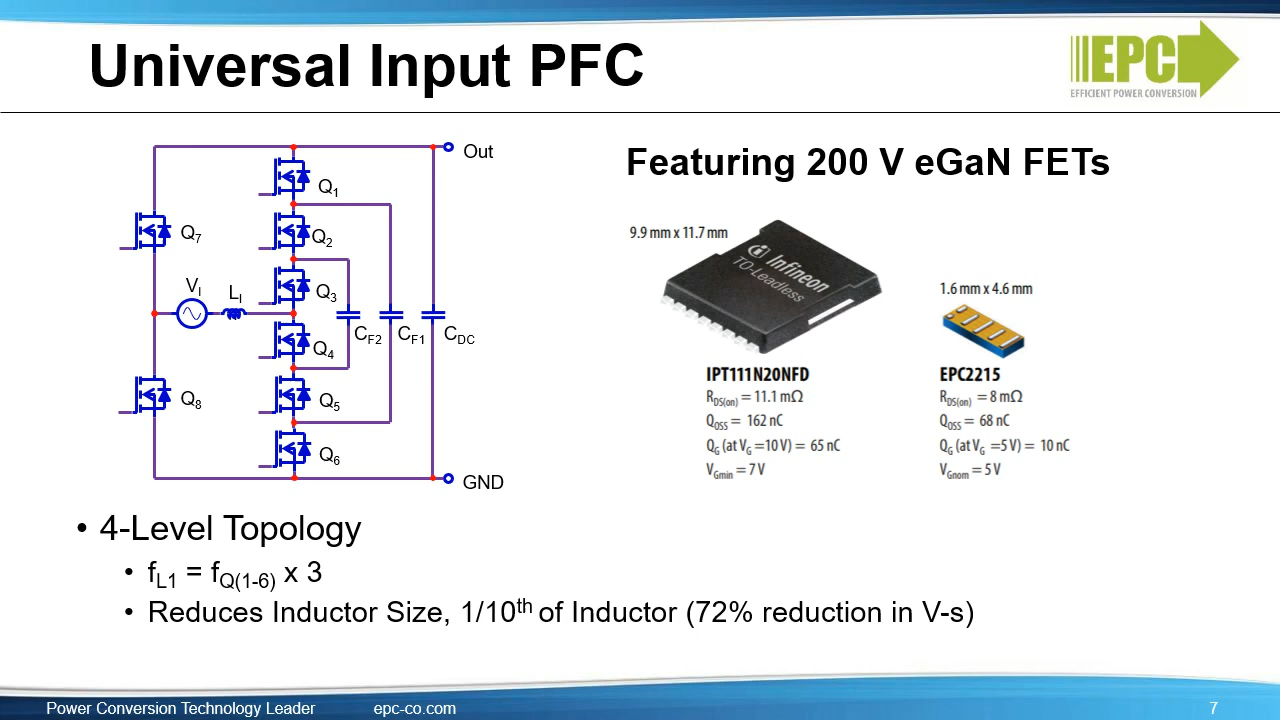 Universal Input PFC
EPC
EFFICIENT POWER CONVERSION
Out
Q1
Q7
Q2
VI
LI
Q3
CF2
CF1
CDC
Q4
Q8
Q5
Q6
GND
Featuring 200 V eGaN FETs
9.9 mm x 11.7 mm
Infineon
TO-Leadless
1.6 mm x 4.6 mm
IPT111N20NFD
RDS(on) = 11.1 mΩ
QOSS = 162 nC
QG (at VG =10 V) = 65 nC
VGmin = 7 V
EPC2215
RDS(on) = 8 mΩ
QOSS = 68 nC
QG (at VG =5 V) = 10 nC
VGnom = 5 V
• 4-Level Topology
• fL1 = fQ(1-6) x 3
• Reduces Inductor Size, 1/10th of Inductor (72% reduction in V-s)
Power Conversion Technology Leader
epc-co.com
7